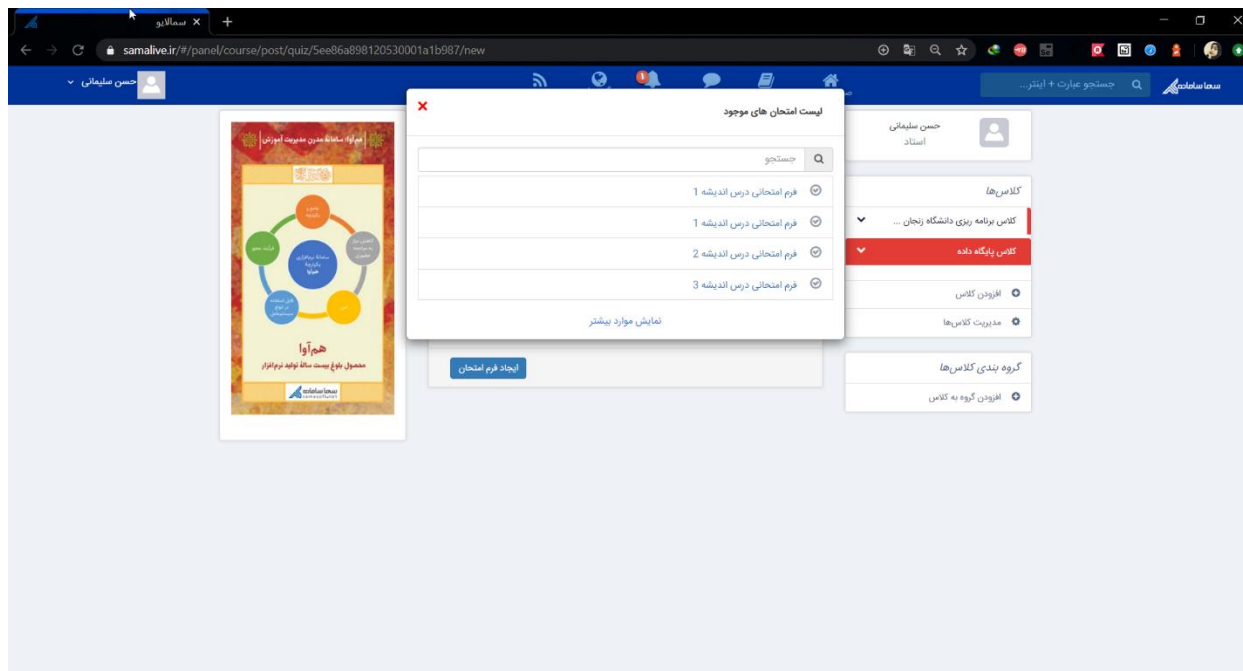 سمالایو
samalive.ir/#/panel/course/post/quiz/5ee86a898120530001a1b987/new
جستجو عبارت + اینتر...
1
حسن سلیمانی
حسن سلیمانی
استاد
کلاس‌ها
کلاس برنامه ریزی دانشگاه زنجان ...
کلاس پایگاه داده
افزودن کلاس
مدیریت کلاس‌ها
گروه بندی کلاس‌ها
افزودن گروه به کلاس
لیست امتحان های موجود
جستجو
فرم امتحانی درس اندیشه 1
فرم امتحانی درس اندیشه 1
فرم امتحانی درس اندیشه 2
فرم امتحانی درس اندیشه 3
نمایش موارد بیشتر
ایجاد فرم امتحان
هم‌آوا؛ سامانۀ مدرن مدیریت آموزش
هم‌آوا
محصول بلوغ بیست سالۀ تولید نرم‌افزار